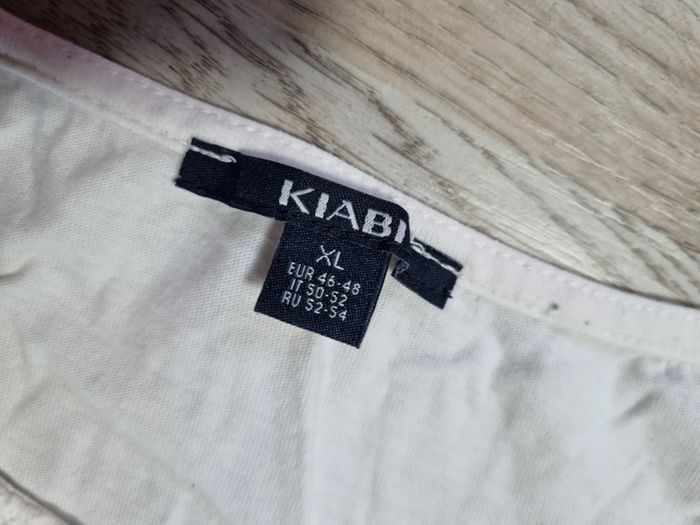 KIABI
XL
EUR 46-48
IT 50-52
RU 52-54